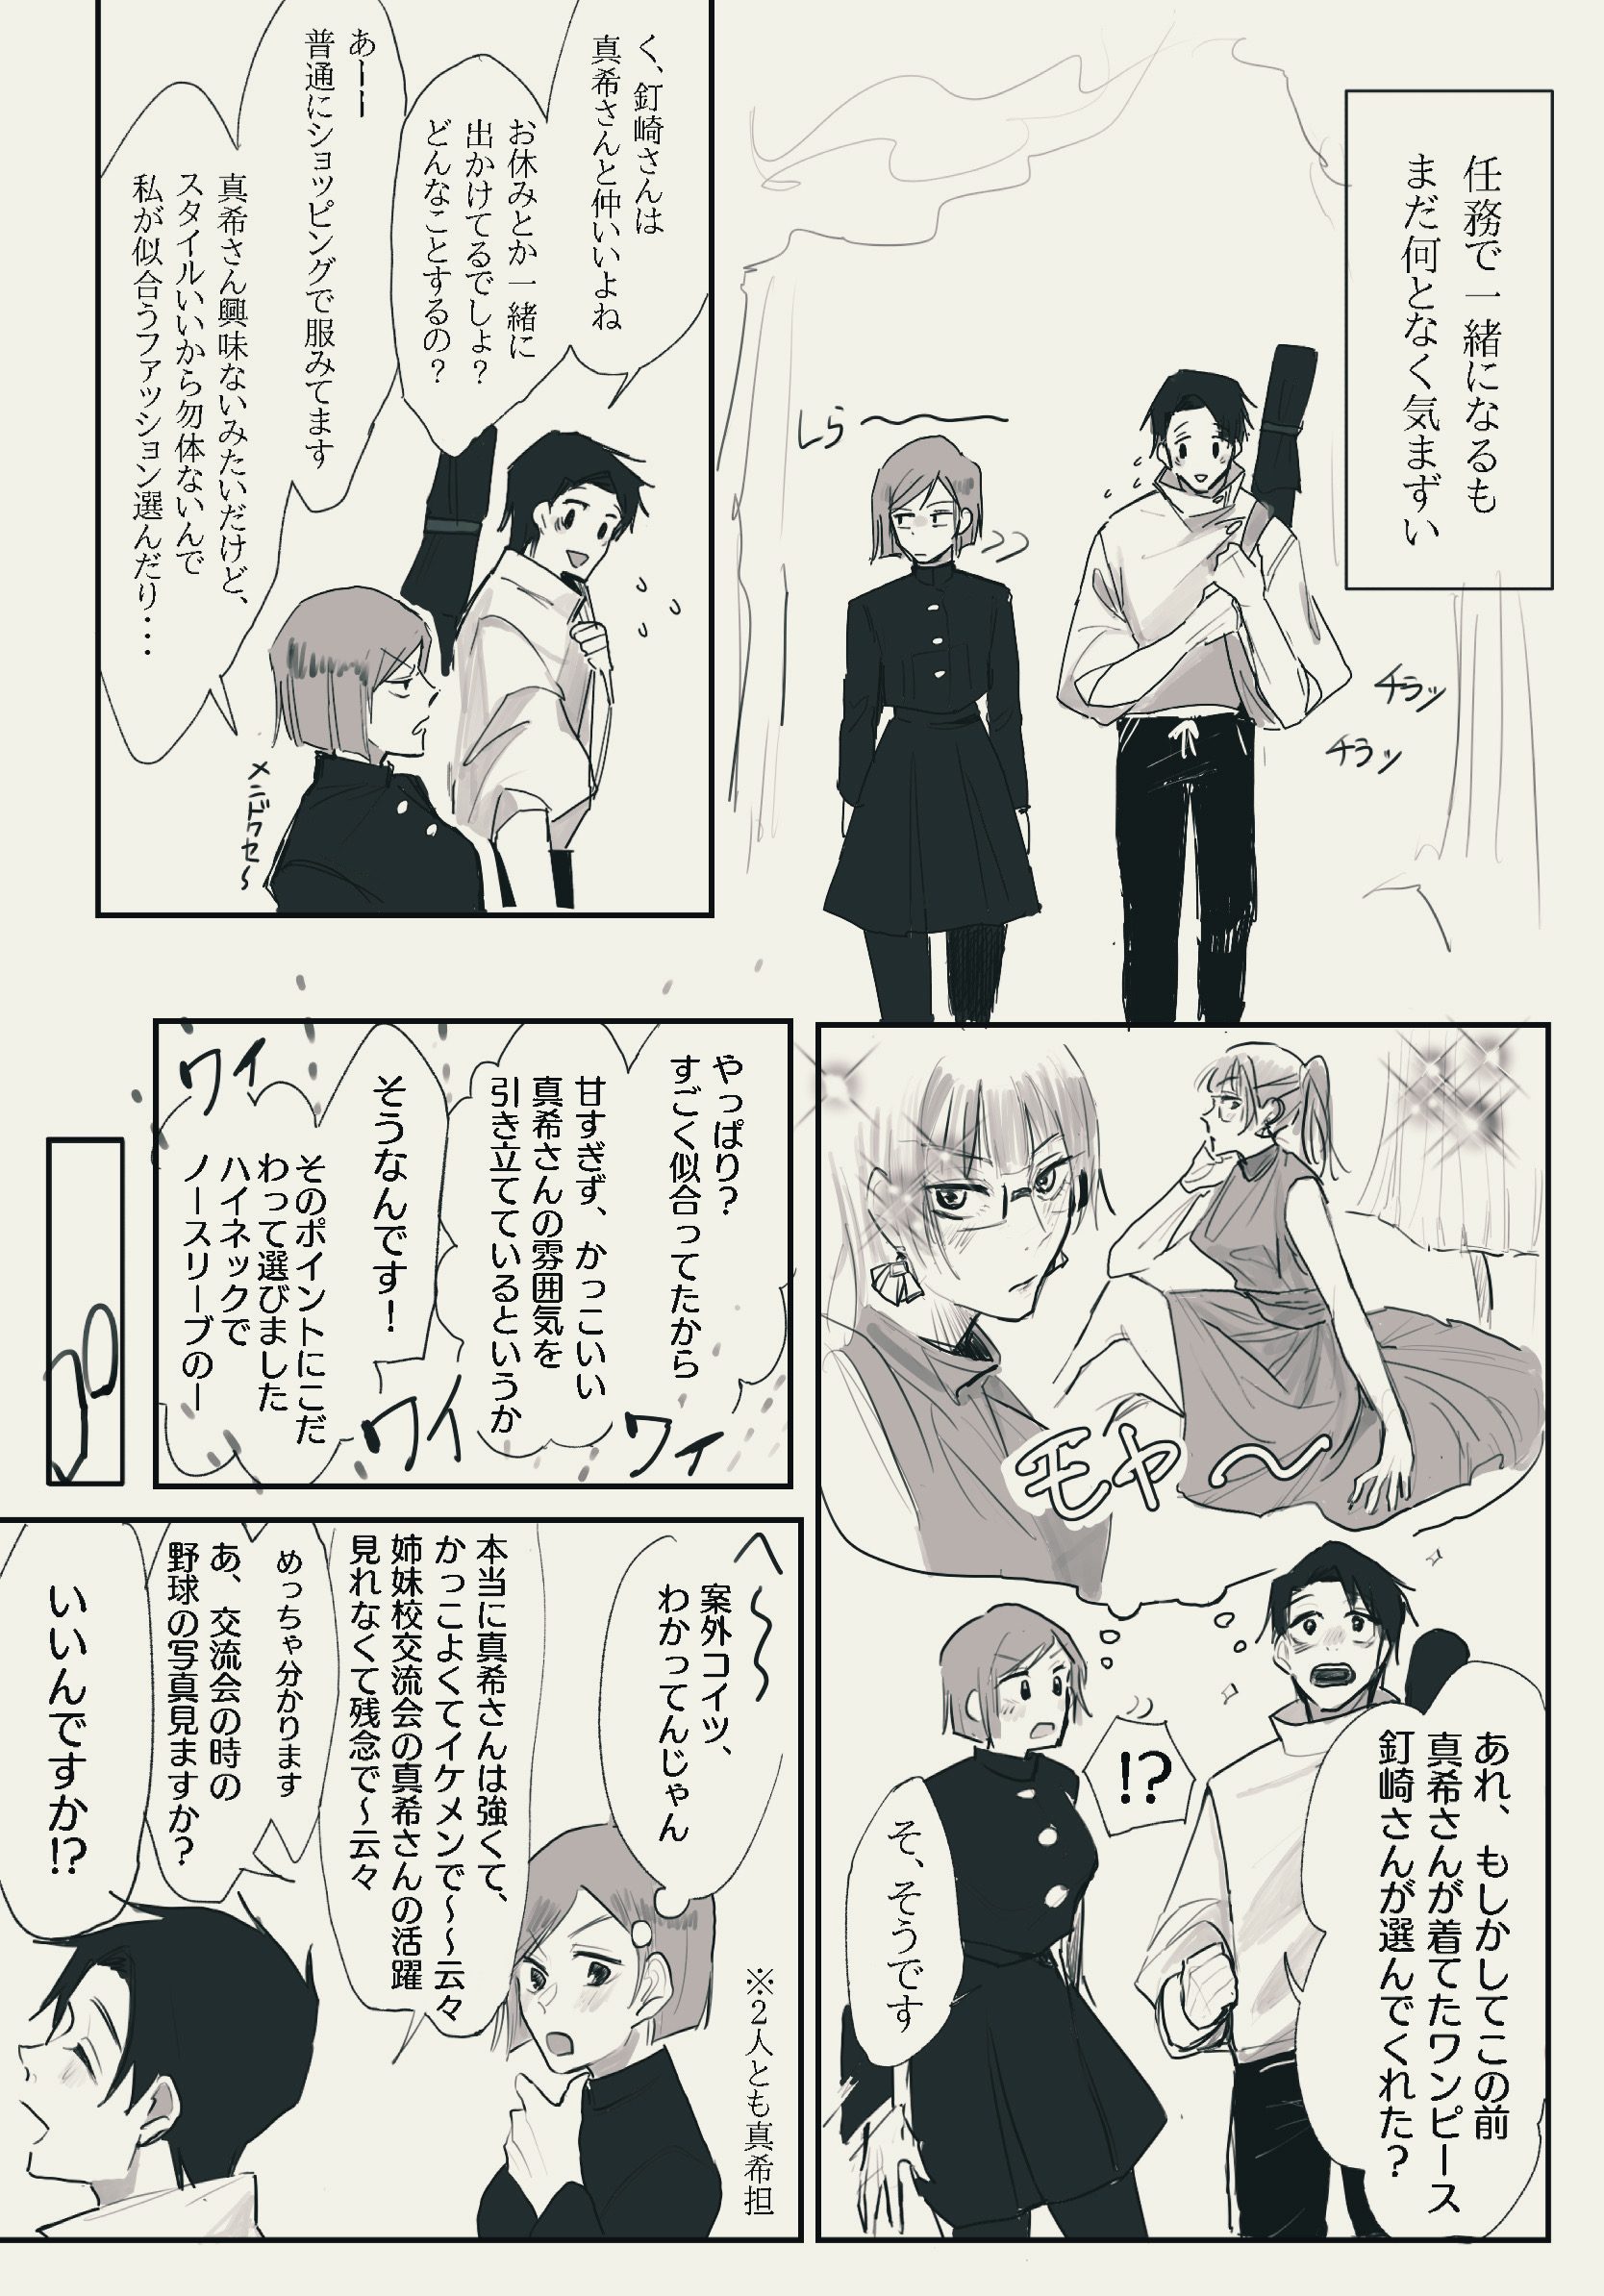 任務で一緒になるも
まだ何となく気まずい
しら〜
チラッ
チラッ
く、釘崎さんは
真希さんと仲いいよね
お休みとか一緒に
出かけてるでしょ？
どんなことするの？
あーー
普通にショッピングで服みてます
真希さん興味ないみたいだけど、
スタイルいいから勿体ないんで
私が似合うファッション選んだり・・・
メンドクセ〜
モヤ〜
あれ、もしかしてこの前
真希さんが着てたワンピース
釘崎さんが選んでくれた？
!?
そ、そうです
やっぱり？
すごく似合ってたから
甘すぎず、かっこいい
真希さんの雰囲気を
引き立てているというか
そうなんです！
そのポイントにこだ
わって選びました
ハイネックで
ノースリーブのー
ワイ
ワイ
ワイ
へ〜〜
案外コイツ、
わかってんじゃん
本当に真希さんは強くて、
かっこよくてイケメンで〜〜云々
姉妹校交流会の真希さんの活躍
見れなくて残念で〜云々
めっちゃ分かります
あ、交流会の時の
野球の写真見ますか？
いいんですか!?
※2人とも真希担